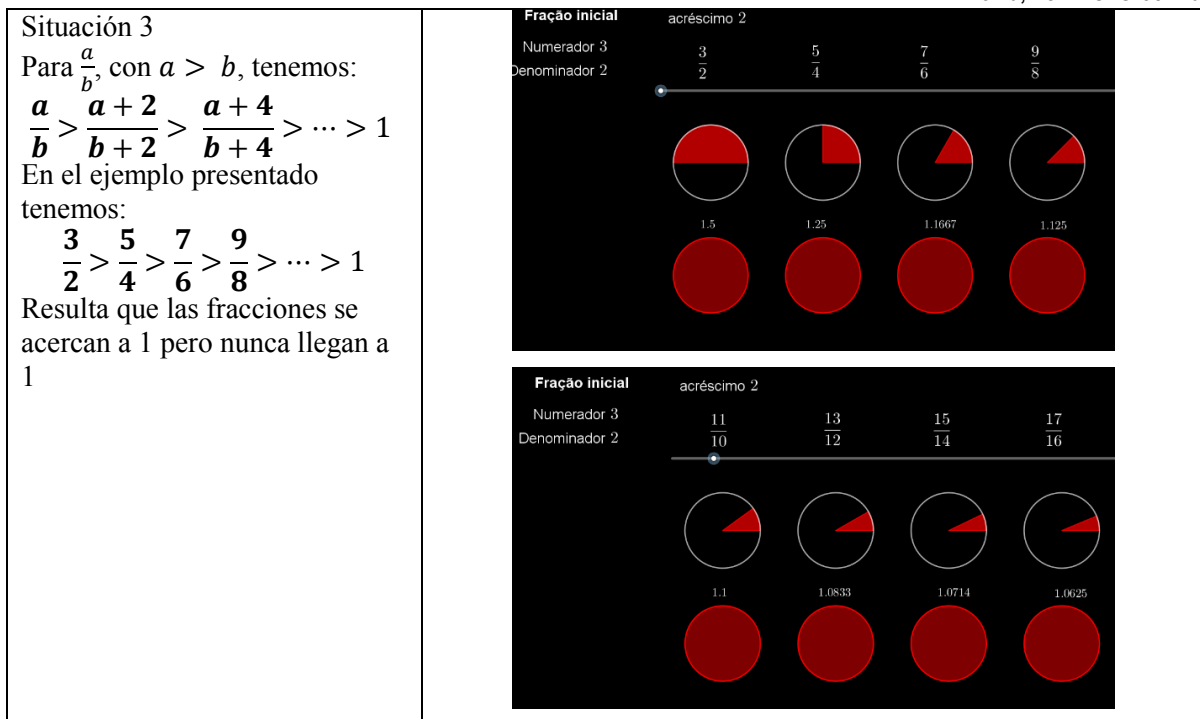 Situación 3
Para a/b, con a > b, tenemos:
a/b > a + 2/b + 2 > a + 4/b + 4 > ⋯ > 1
En el ejemplo presentado
tenemos:
3/2 > 5/4 > 7/6 > 9/8 > ⋯ > 1
Resulta que las fracciones se
acercan a 1 pero nunca llegan a
1
Fração inicial
acréscimo 2
Numerador 3
Denominador 2
3/2 5/4 7/6 9/8
1.5 1.25 1.1667 1.125
Fração inicial
acréscimo 2
Numerador 3
Denominador 2
11/10 13/12 15/14 17/16
1.1 1.0833 1.0714 1.0625